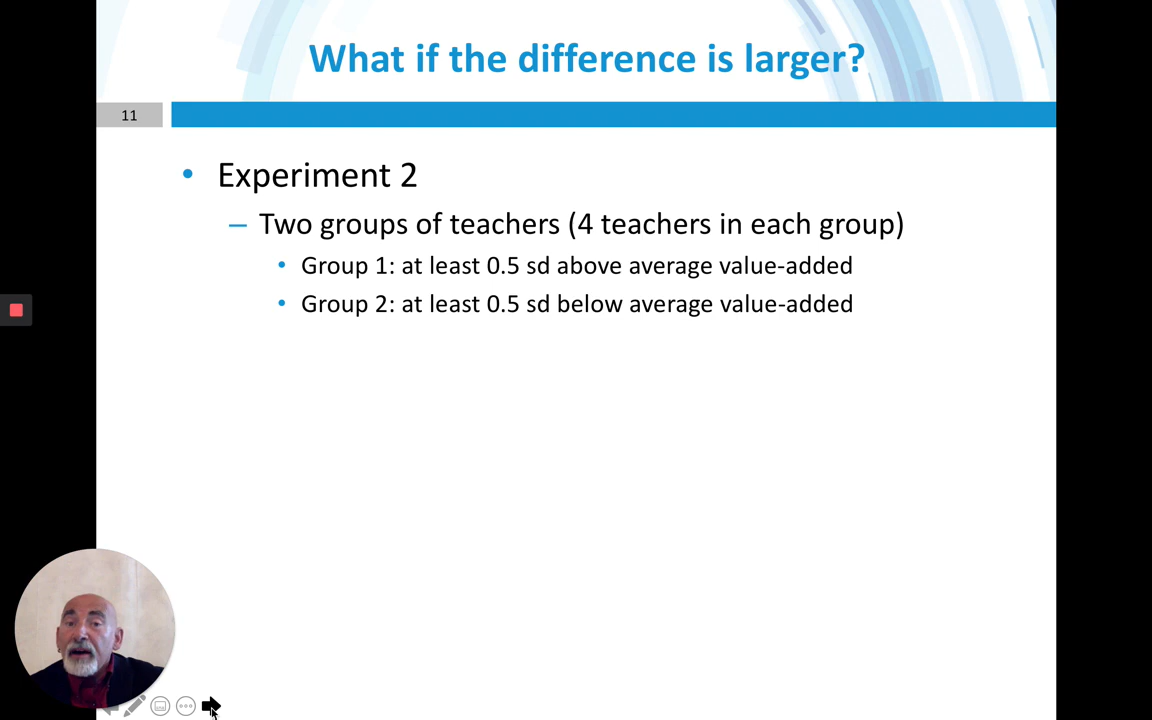 What if the difference is larger?
11
• Experiment 2
– Two groups of teachers (4 teachers in each group)
• Group 1: at least 0.5 sd above average value-added
• Group 2: at least 0.5 sd below average value-added